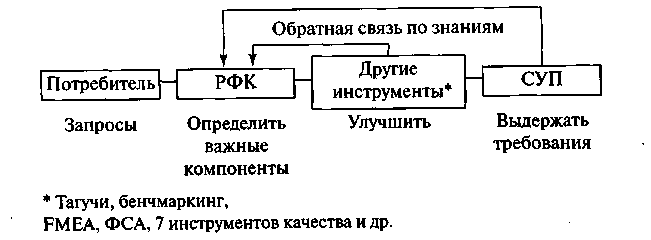 Обратная связь по знаниям
Потребитель
РФК
Другие
инструменты*
СУП
Запросы
Определить
важные
компоненты
Улучшить
Выдержать
требования
* Тагучи, бенчмаркинг,
FMEA, ФСА, 7 инструментов качества и др.